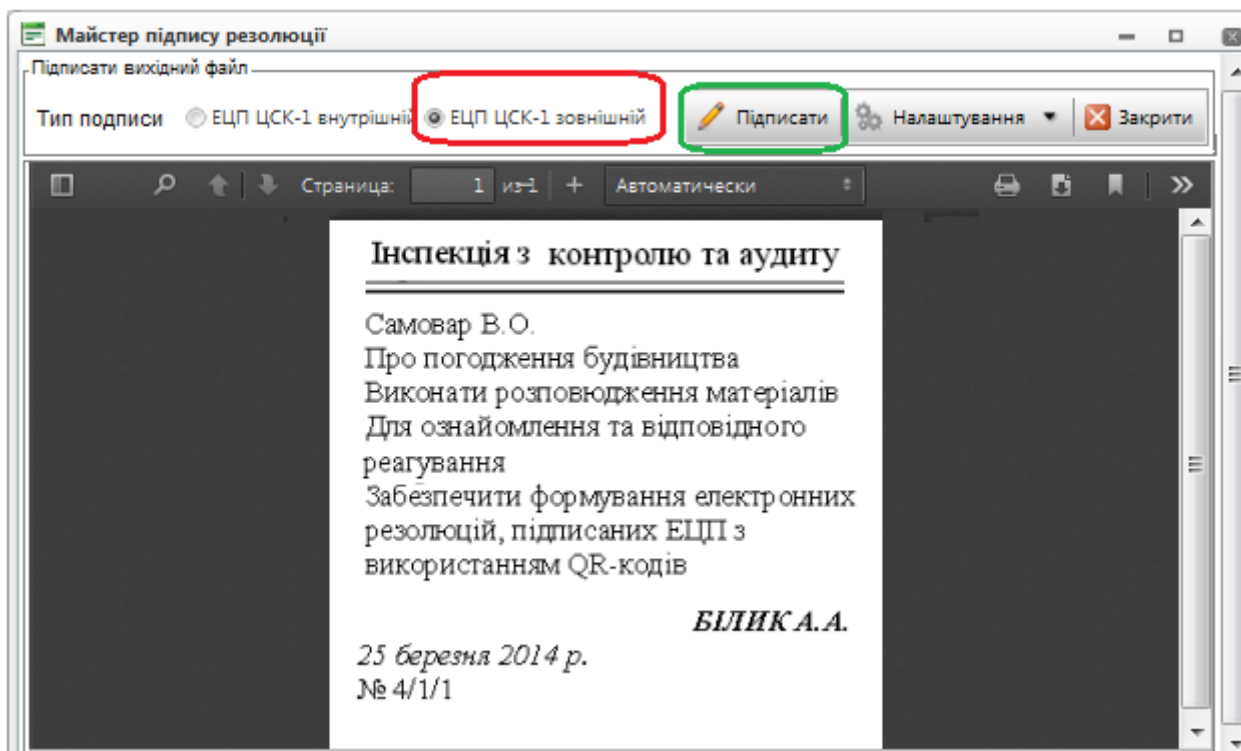 Майстер підпису резолюції
Підписати вихідний файл
Тип подписи ЕЦП ЦСК-1 внутрішній ЕЦП ЦСК-1 зовнішній Підписати Налаштування Закрити
Страница: 1 из 1 Автоматически
Інспекція з контролю та аудиту
Самовар В.О.
Про погодження будівництва
Виконати розповюдження матеріалів
Для ознайомлення та відповідного
реагування
Забезпечити формування електронних
резолюцій, підписаних ЕЦП з
використанням QR-кодів
БІЛИК А.А.
25 березня 2014 р.
№ 4/1/1